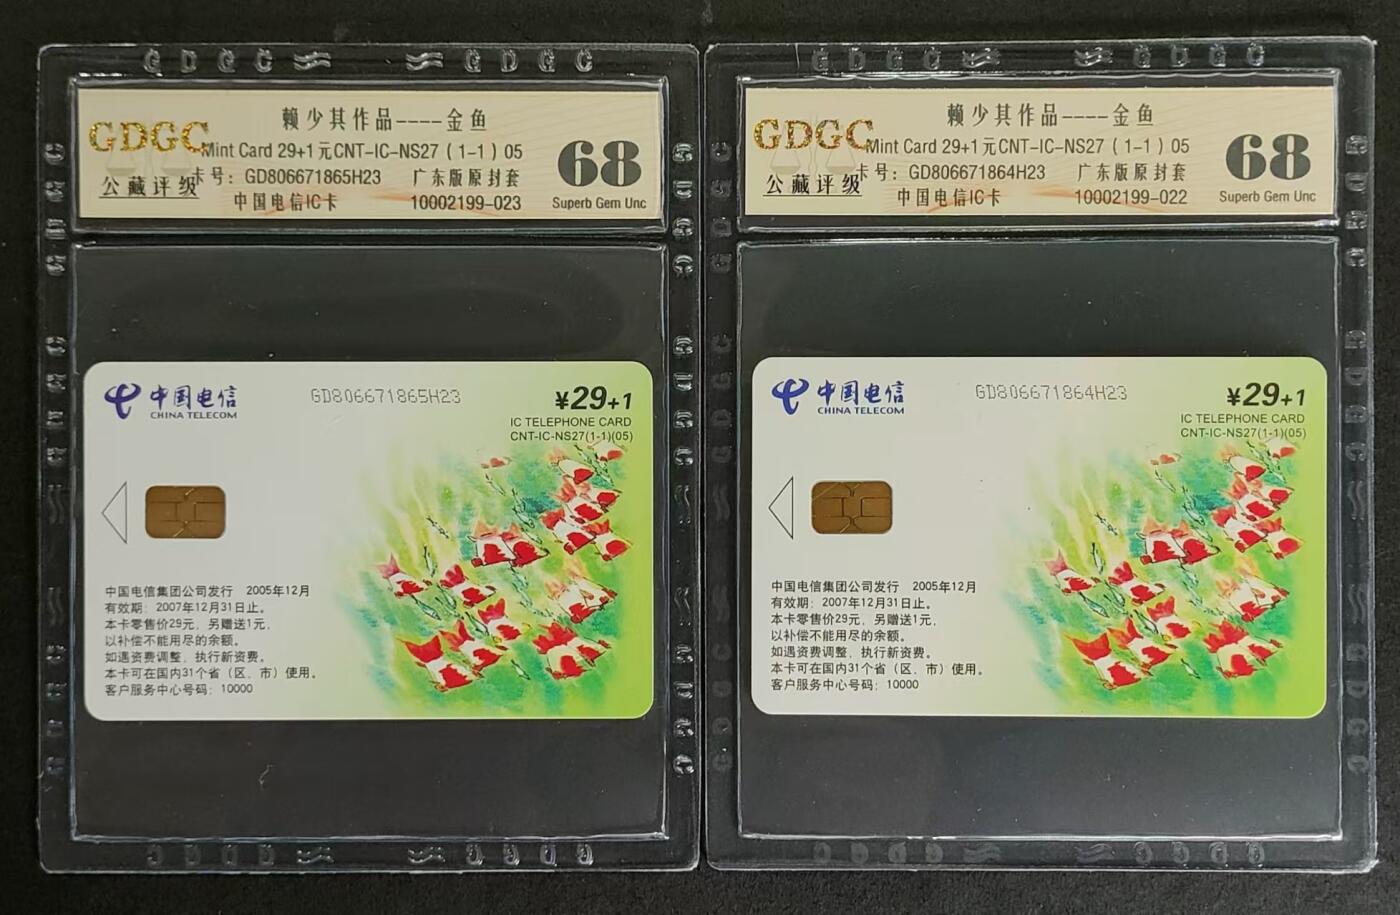 G D G C G D G C
G D G C G D G C
赖少其作品----金鱼
GDGC
Mint Card 29+1元CNT-IC-NS27（1-1）05
68
公藏评级
卡号：GD806671865H23 广东版原封套
中国电信IC卡 10002199-023
Superb Gem Unc
中国电信
CHINA TELECOM
GD806671865H23
¥29+1
IC TELEPHONE CARD
CNT-IC-NS27(1-1)(05)
中国电信集团公司发行 2005年12月
有效期：2007年12月31日止。
本卡零售价29元，另赠送1元，
以补偿不能用尽的余额。
如遇资费调整，执行新资费。
本卡可在国内31个省（区、市）使用。
客户服务中心号码：10000
赖少其作品----金鱼
GDGC
Mint Card 29+1元CNT-IC-NS27（1-1）05
68
公藏评级
卡号：GD806671864H23 广东版原封套
中国电信IC卡 10002199-022
Superb Gem Unc
中国电信
CHINA TELECOM
GD806671864H23
¥29+1
IC TELEPHONE CARD
CNT-IC-NS27(1-1)(05)
中国电信集团公司发行 2005年12月
有效期：2007年12月31日止。
本卡零售价29元，另赠送1元，
以补偿不能用尽的余额。
如遇资费调整，执行新资费。
本卡可在国内31个省（区、市）使用。
客户服务中心号码：10000